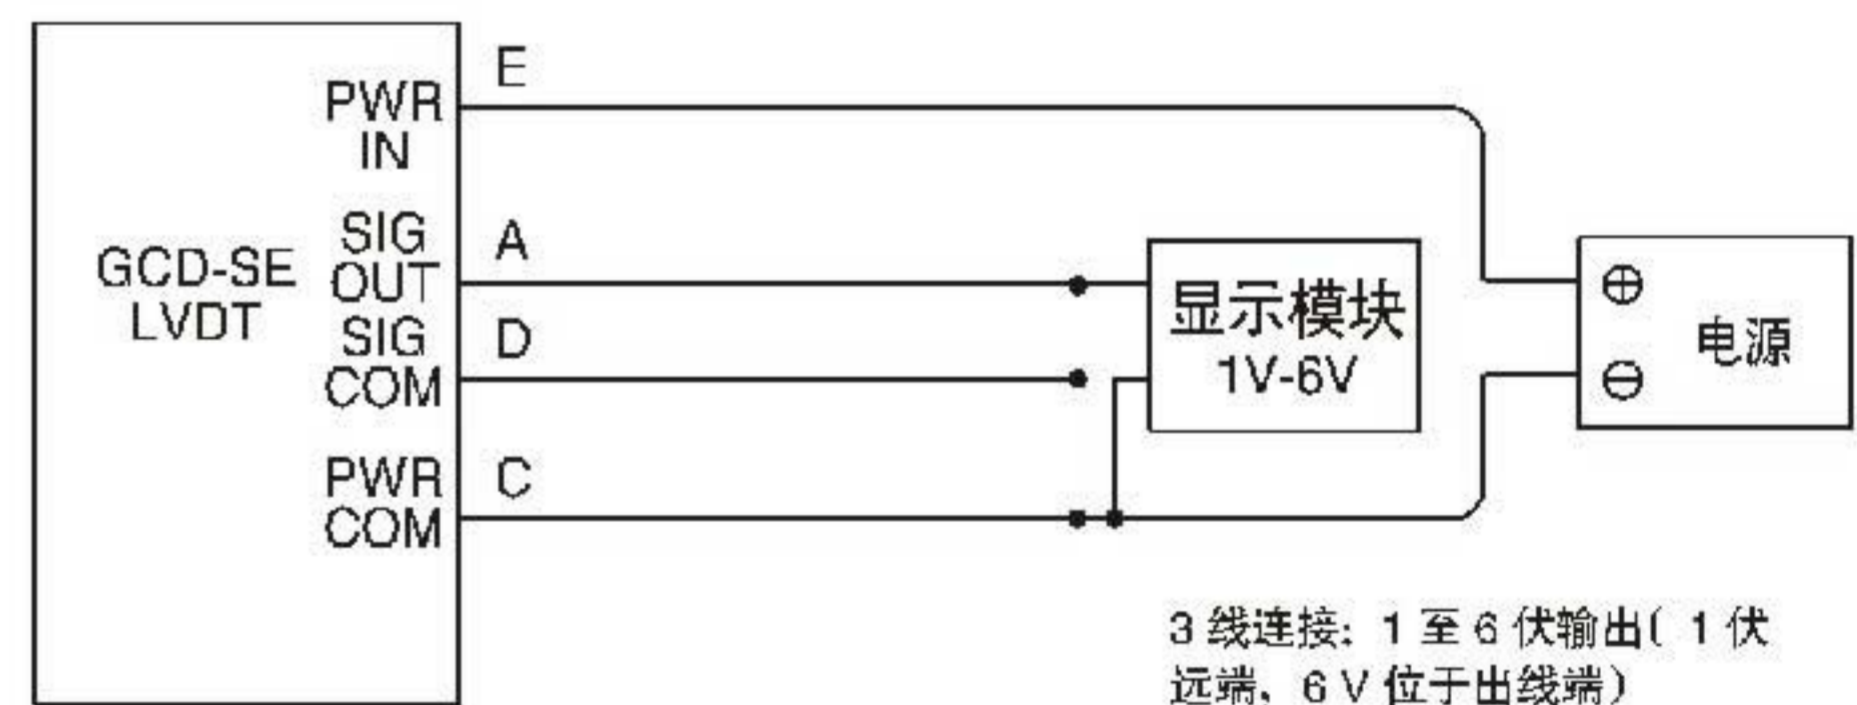 E
PWR
IN
SIG
OUT
A
GCD-SE
LVDT
SIG
COM
D
PWR
COM
C
显示模块
1V-6V
⊕
⊖
电源
3 线连接: 1 至 6 伏输出( 1 伏
远端、6 V 位于出线端)